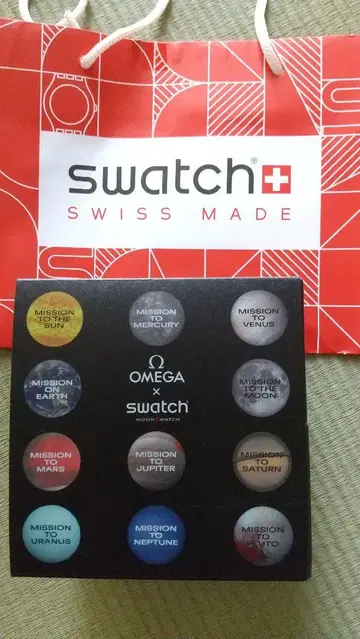 swatch®
SWISS MADE
MISSION
TO THE
SUN
MISSION
TO
MERCURY
MISSION
TO
VENUS
MISSION
ON
EARTH
Ω
OMEGA
×
swatch®
MOONSWATCH
MISSION
TO THE
MOON
MISSION
TO
MARS
MISSION
TO
JUPITER
MISSION
TO
SATURN
MISSION
TO
URANUS
MISSION
TO
NEPTUNE
MISSION
TO
PLUTO